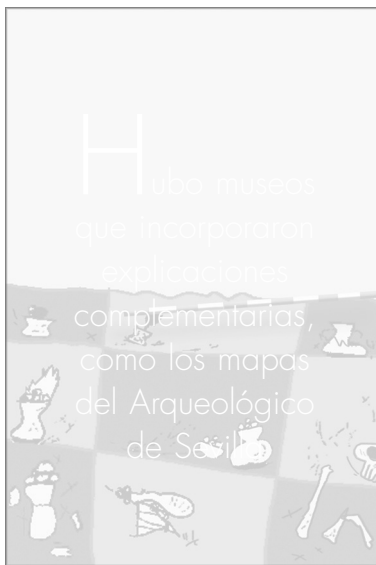 Hubo museos
que incorporaron
explicaciones
complementarias,
como los mapas
del Arqueológico
de Sevilla